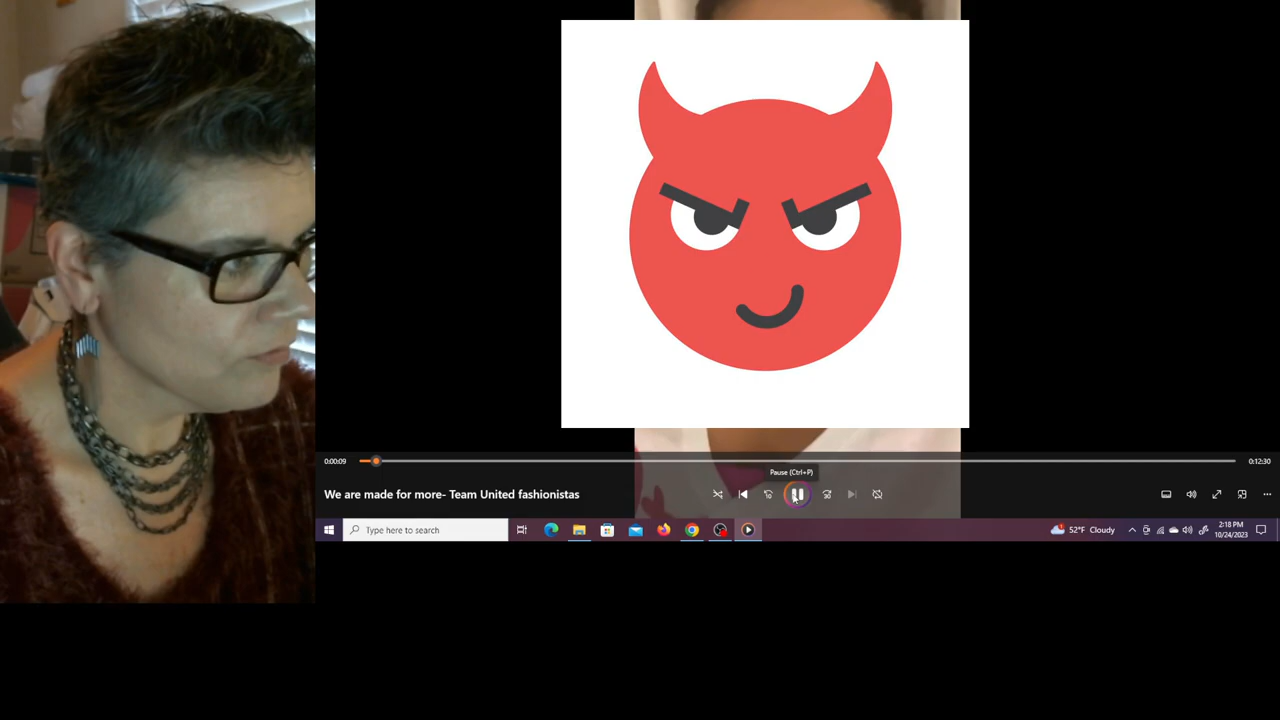 Pause (Ctrl+P)
0:00:09
0:12:30
We are made for more- Team United fashionistas
Type here to search
52°F Cloudy
2:18 PM
10/24/2023